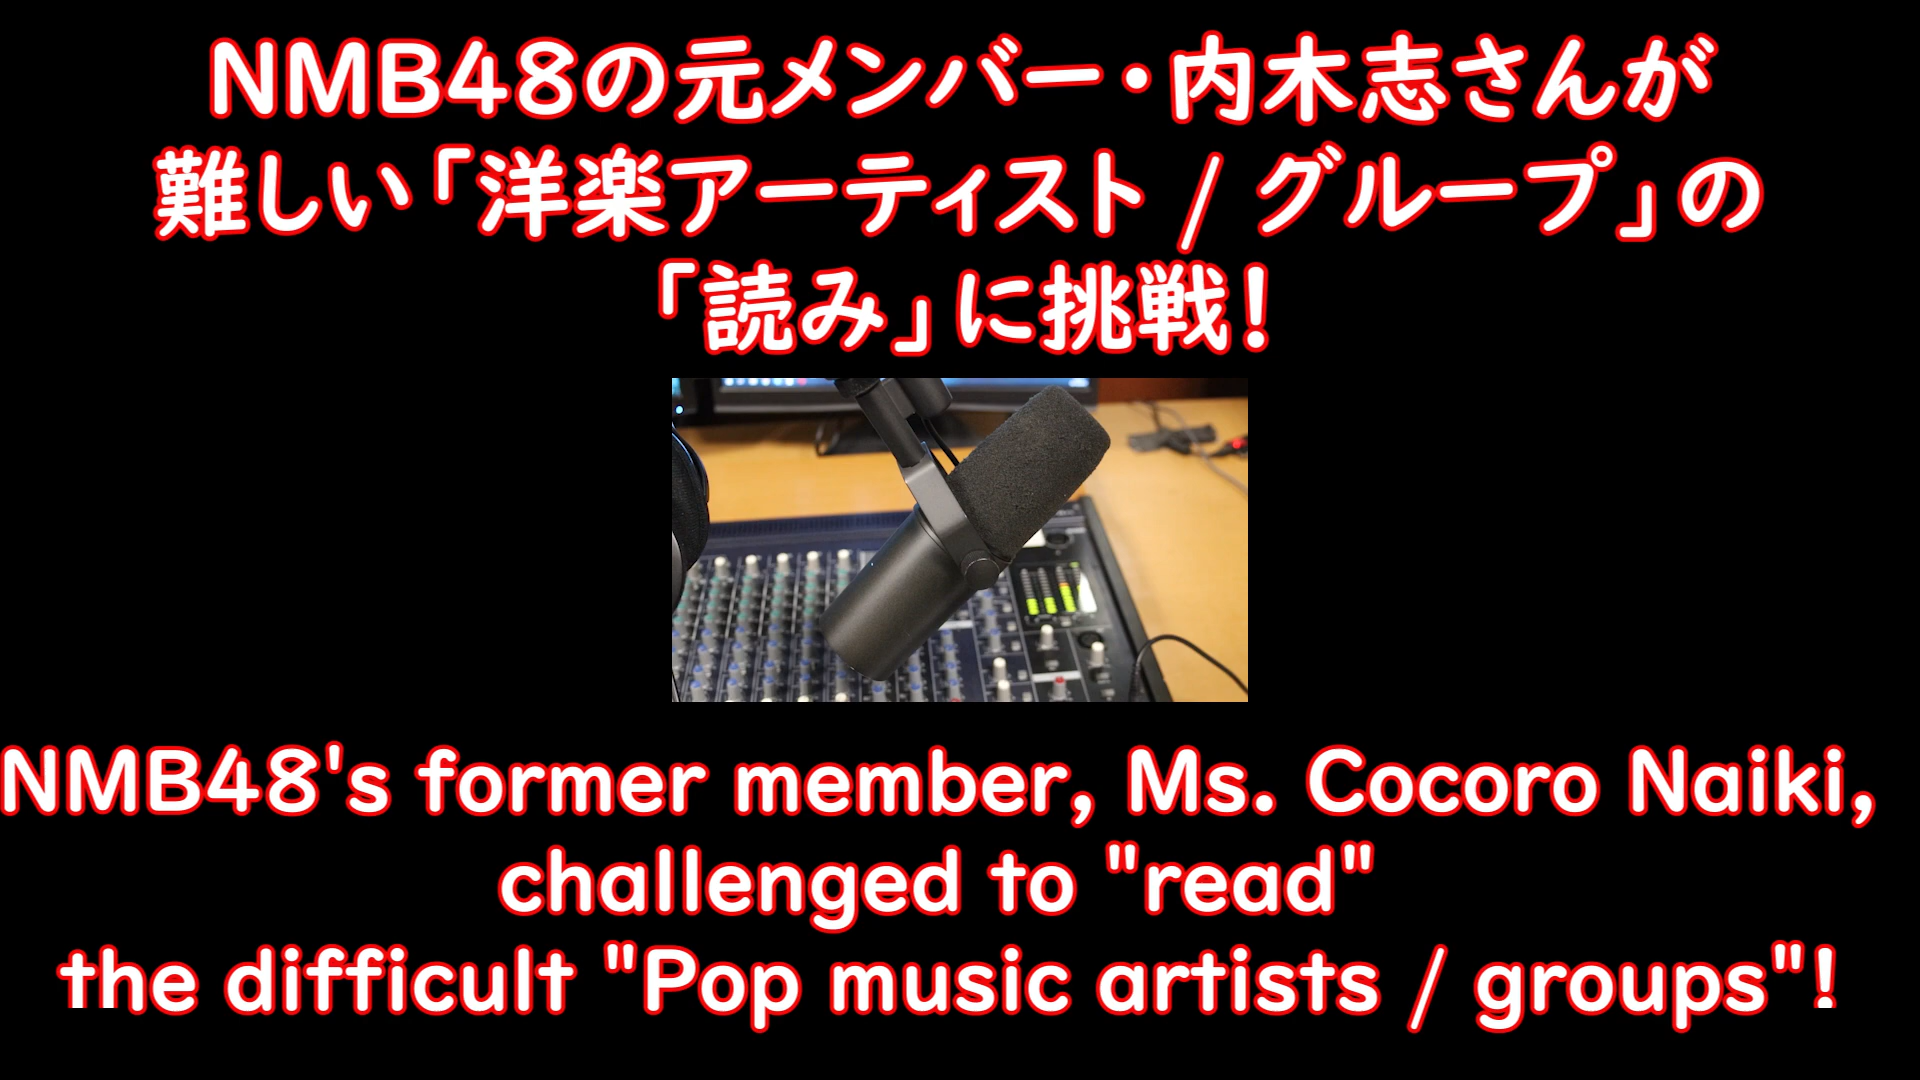 NMB48の元メンバー・内木志さんが
難しい「洋楽アーティスト / グループ」の
「読み」に挑戦!
NMB48's former member, Ms. Cocoro Naiki,
challenged to "read"
the difficult "Pop music artists / groups"!